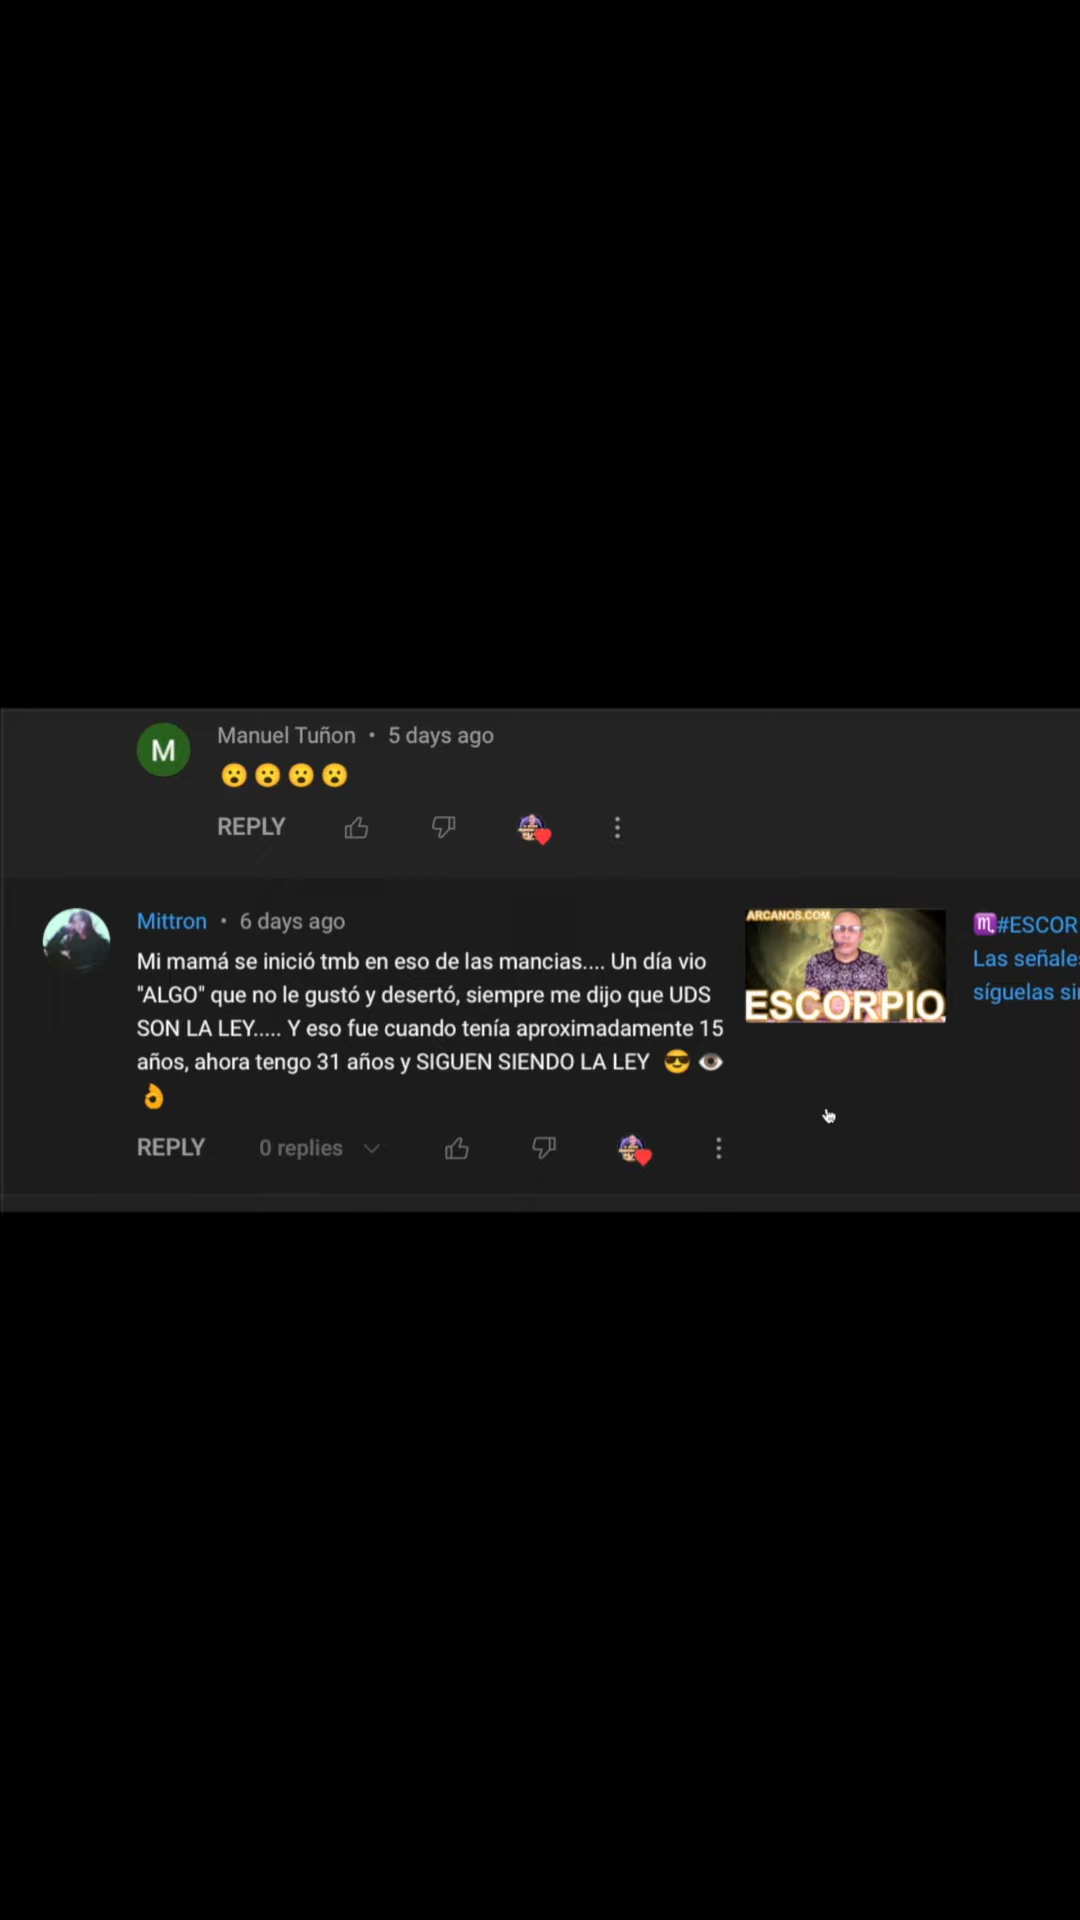 Manuel Tuñon • 5 days ago
😮😮😮😮
M
REPLY
Mittron • 6 days ago
Mi mamá se inició tmb en eso de las mancias.... Un día vio
"ALGO" que no le gustó y desertó, siempre me dijo que UDS
SON LA LEY..... Y eso fue cuando tenía aproximadamente 15
años, ahora tengo 31 años y SIGUEN SIENDO LA LEY 😎👁️
👌
REPLY 0 replies
ARCANOS.COM
ESCORPIO
♏#ESCOR
Las señales
síguelas sin